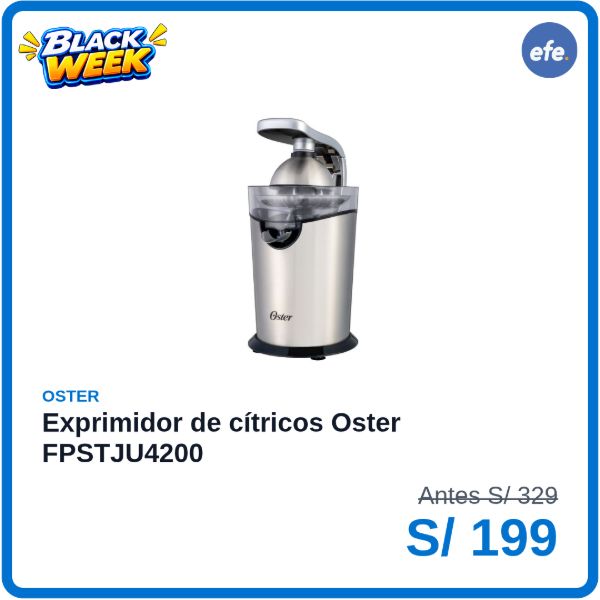 BLACK
WEEK
efe.
Oster
OSTER
Exprimidor de cítricos Oster
FPSTJU4200
Antes S/ 329
S/ 199